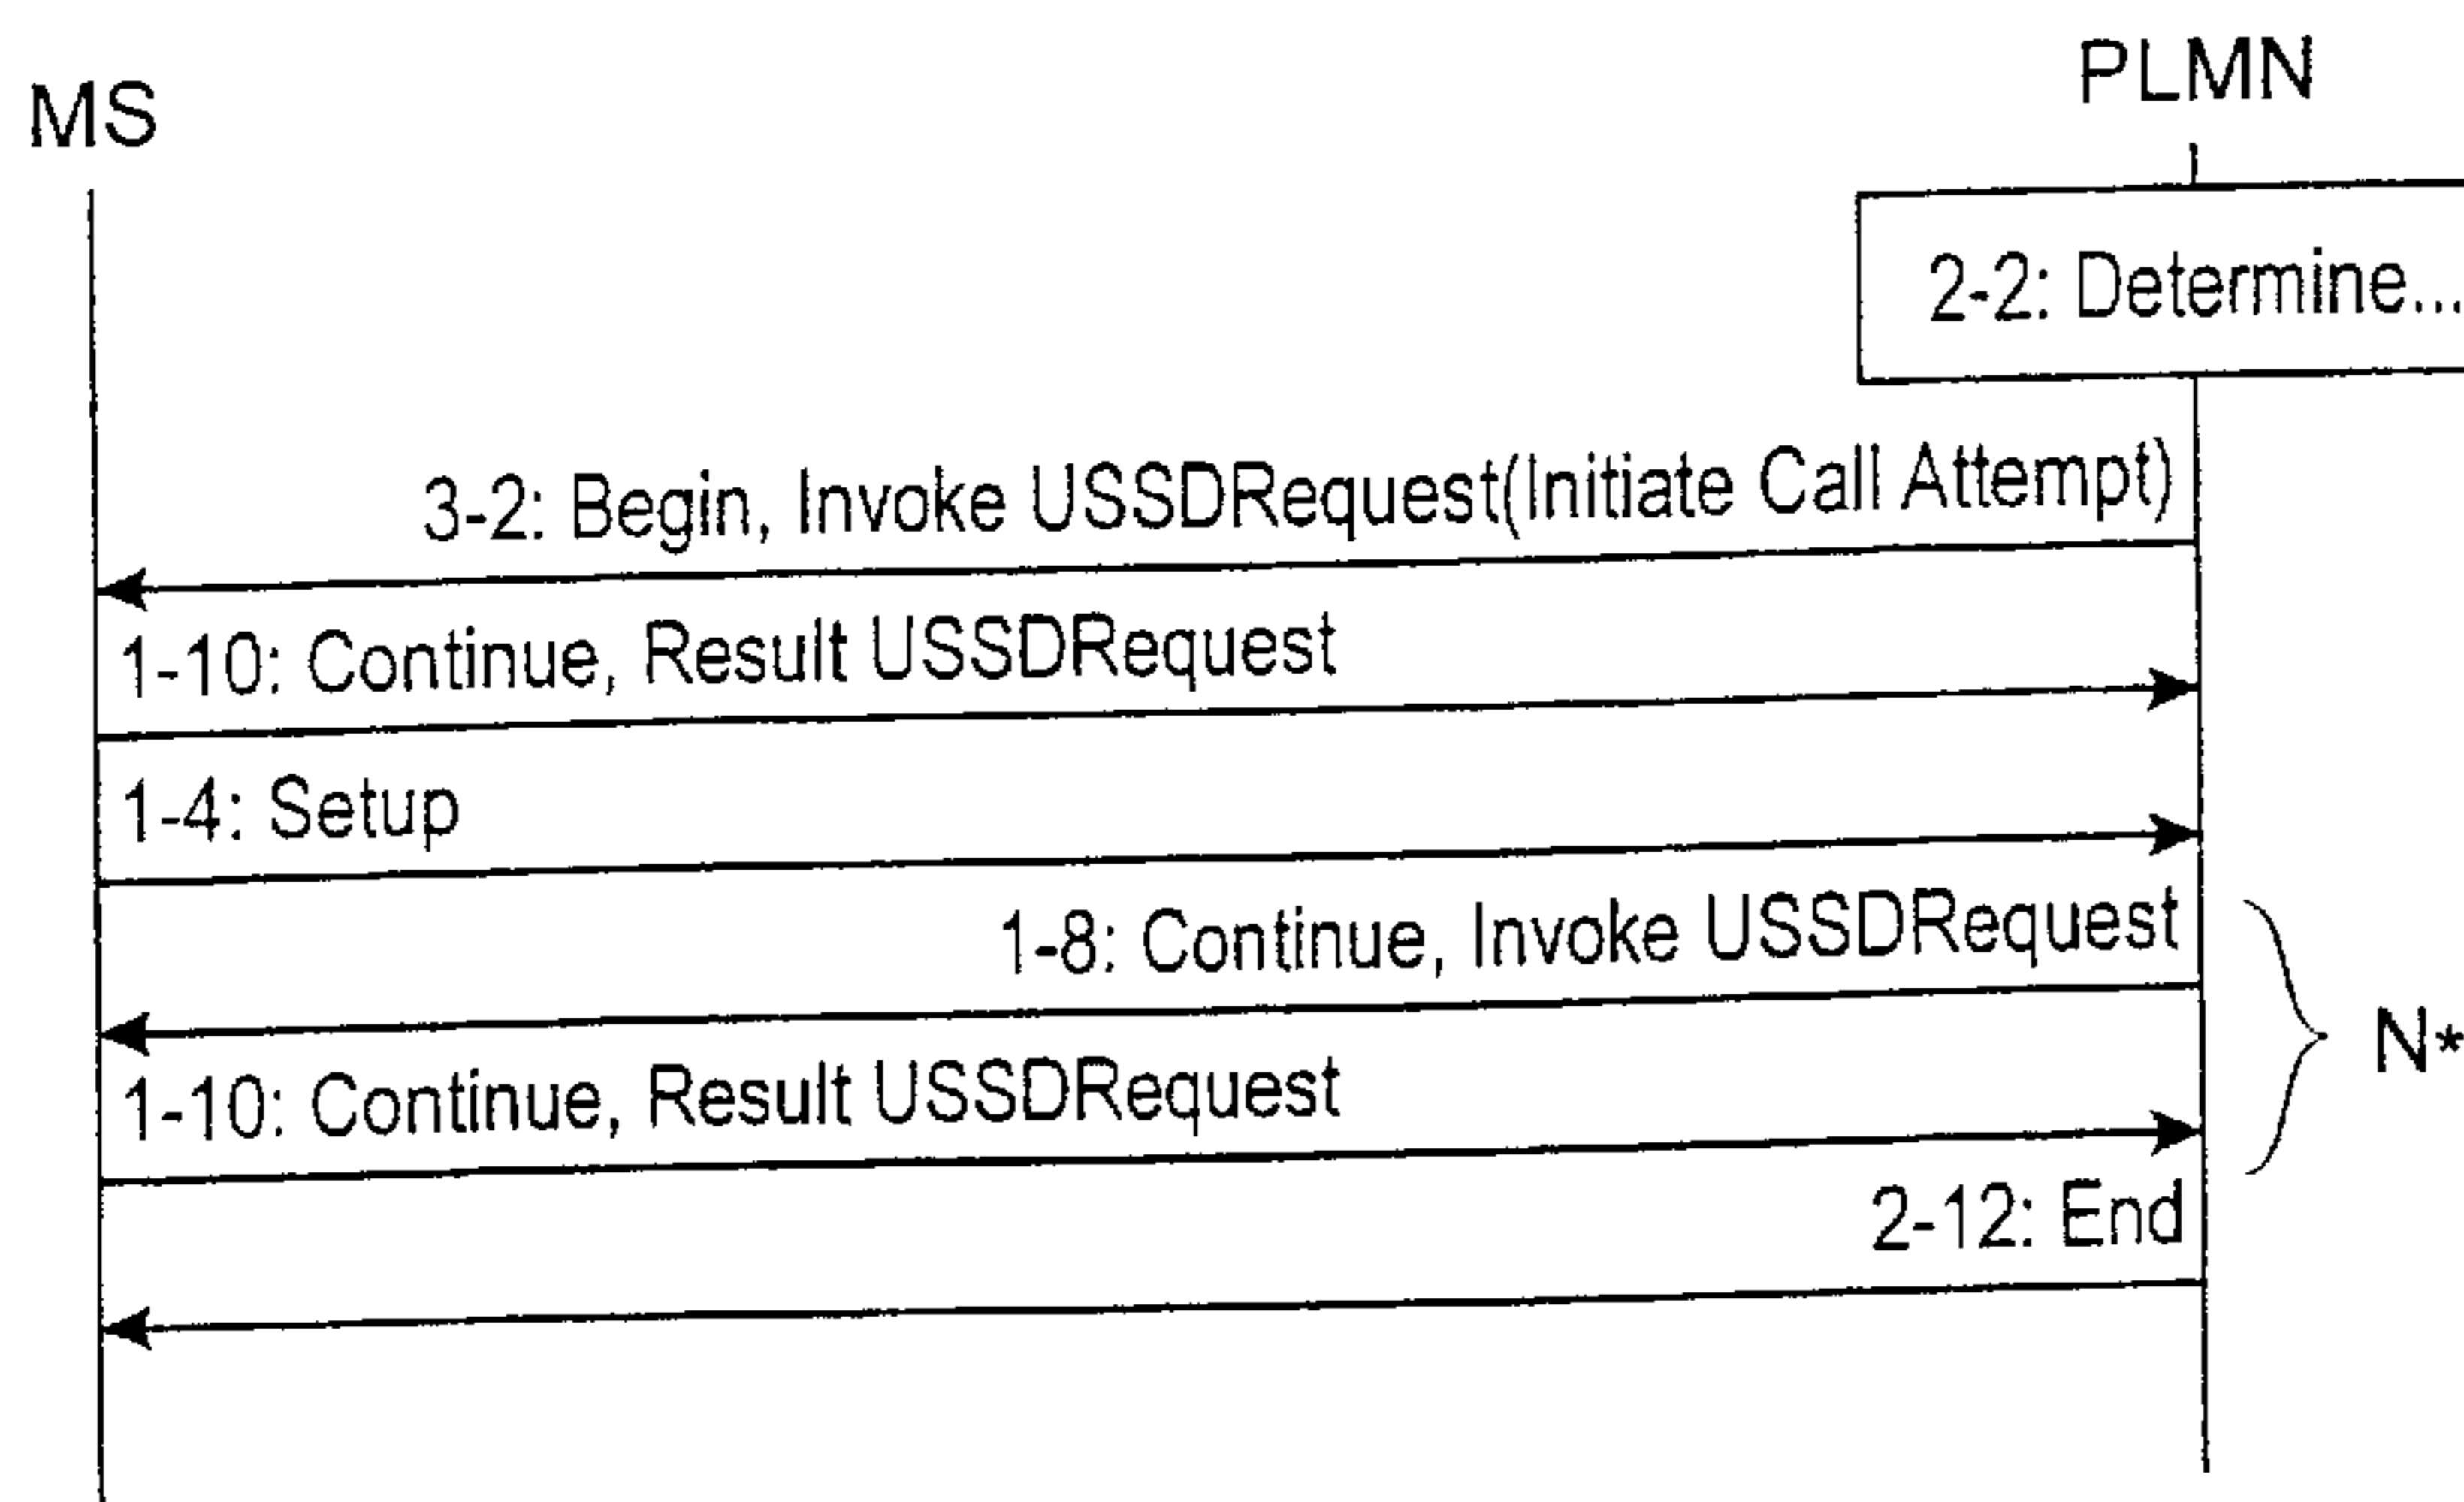 MS
PLMN
2-2: Determine...
3-2: Begin, Invoke USSDRequest(Initiate Call Attempt)
1-10: Continue, Result USSDRequest
1-4: Setup
1-8: Continue, Invoke USSDRequest
N*
1-10: Continue, Result USSDRequest
2-12: End